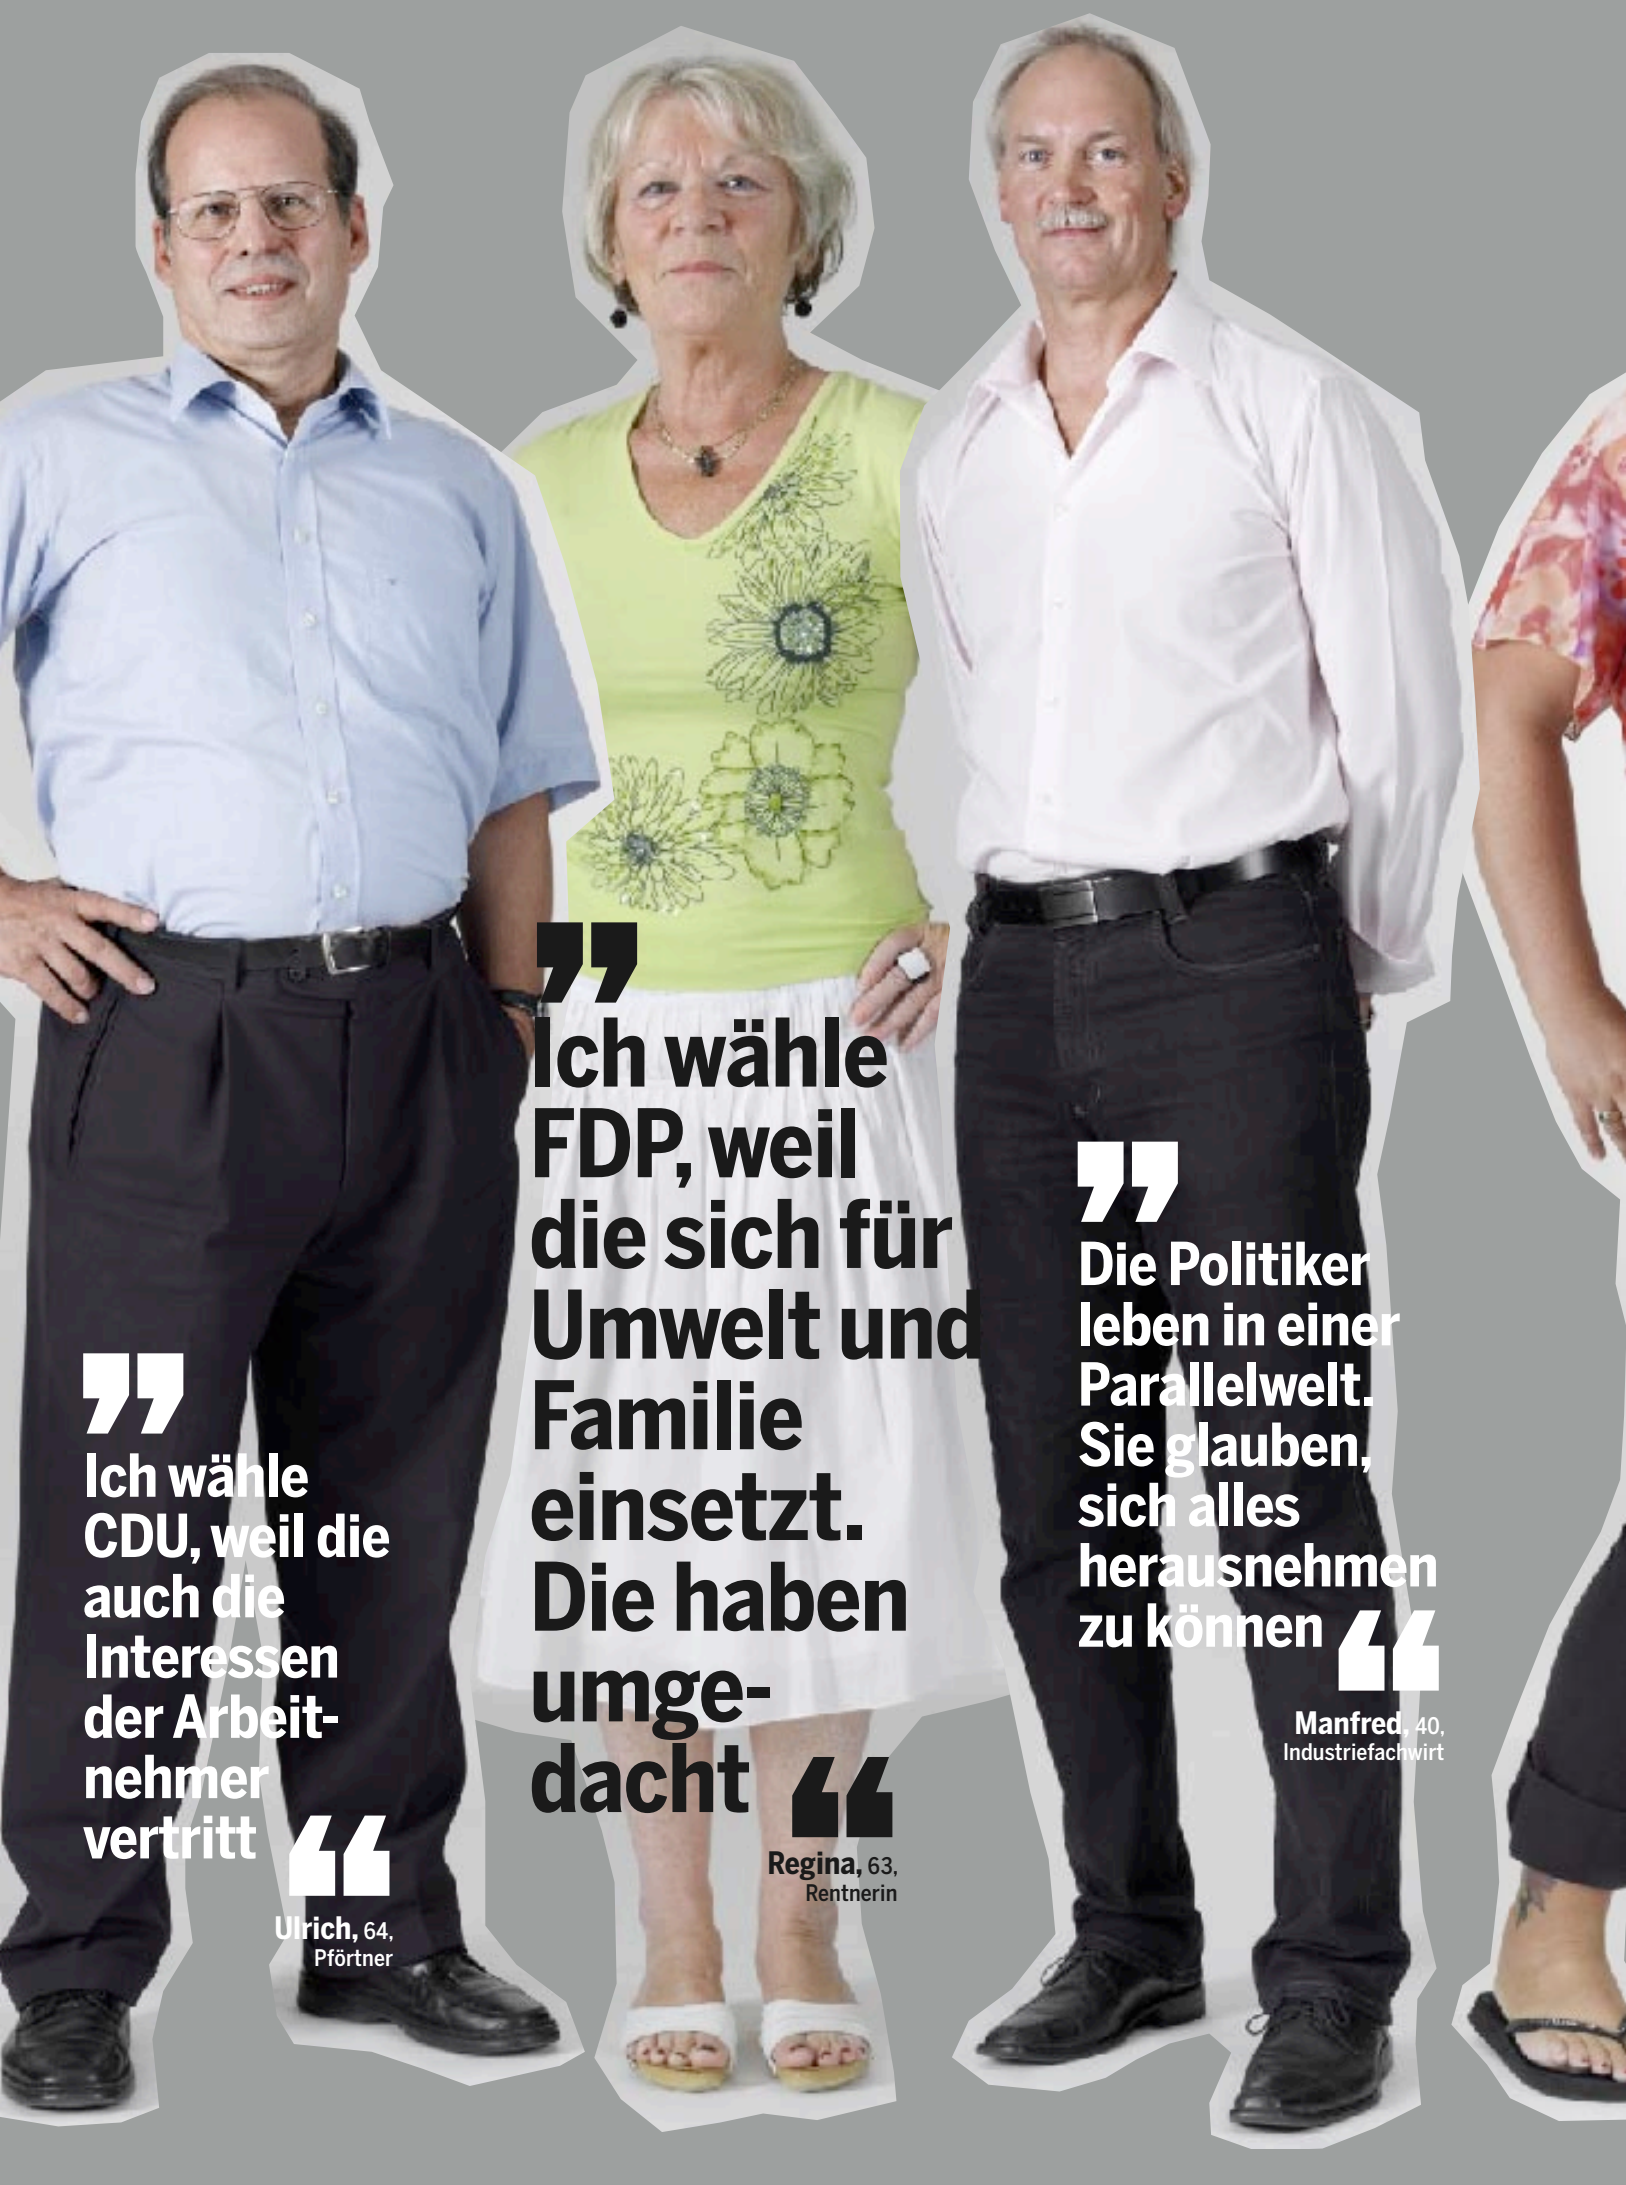 ”
Ich wähle
CDU, weil die
auch die
Interessen
der Arbeit-
nehmer
vertritt “
Ulrich, 64,
Pförtner
”
Ich wähle
FDP, weil
die sich für
Umwelt und
Familie
einsetzt.
Die haben
umge-
dacht “
Regina, 63,
Rentnerin
”
Die Politiker
leben in einer
Parallelwelt.
Sie glauben,
sich alles
herausnehmen
zu können “
Manfred, 40,
Industriefachwirt